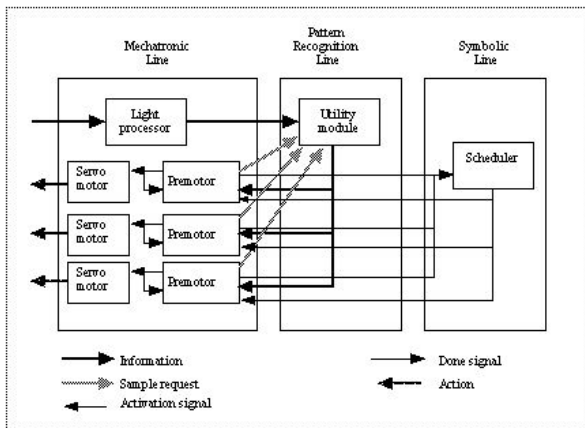 Mechatronic
Line
Pattern
Recognition
Line
Symbolic
Line
Light
processor
Utility
module
Scheduler
Servo
motor
Premotor
Servo
motor
Premotor
Servo
motor
Premotor
Information
Sample request
Activation signal
Done signal
Action